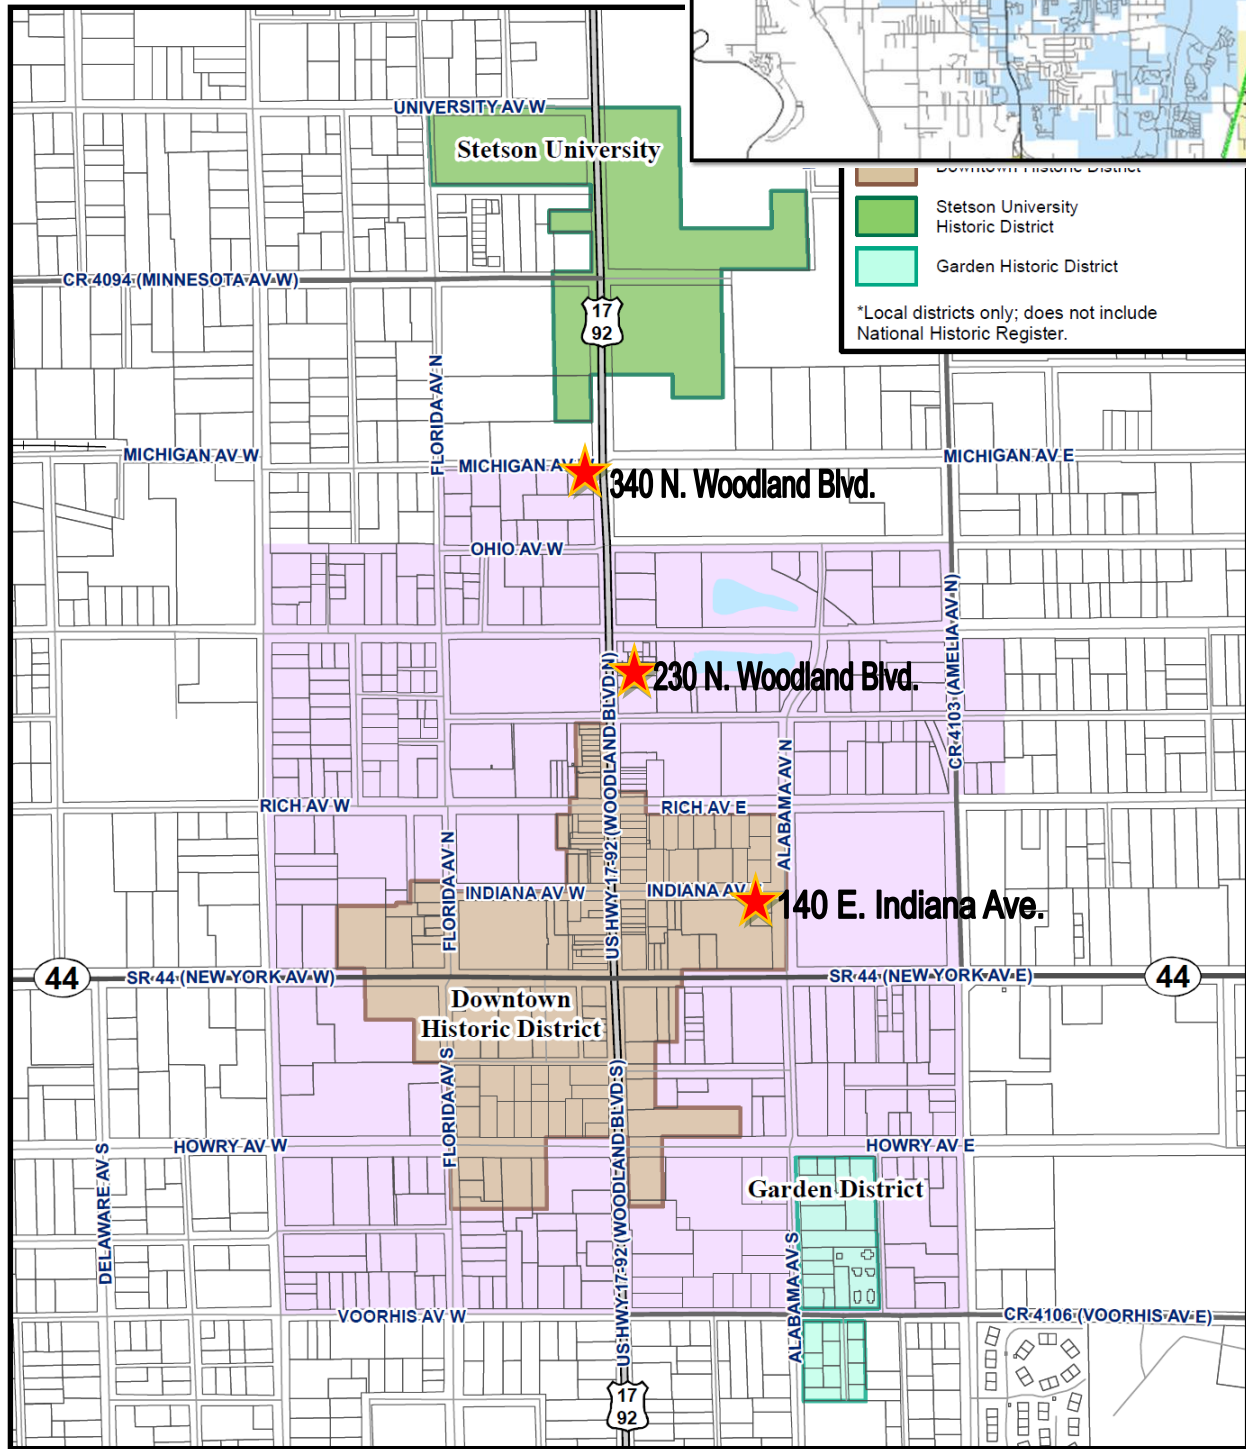 UNIVERSITY AV W
Stetson University
Downtown Historic District
Stetson University
Historic District
Garden Historic District
*Local districts only; does not include
National Historic Register.
CR 4094 (MINNESOTA AV W)
17
92
FLORIDA AV N
MICHIGAN AV W
MICHIGAN AV
MICHIGAN AV E
340 N. Woodland Blvd.
OHIO AV W
CR 4103 (AMELIA AV N)
230 N. Woodland Blvd.
US HWY 17-92 (WOODLAND BLVD N)
ALABAMA AV N
RICH AV W
RICH AV E
FLORIDA AV N
INDIANA AV W
INDIANA AV
140 E. Indiana Ave.
44
SR 44 (NEW YORK AV W)
SR 44 (NEW YORK AV E)
44
Downtown
Historic District
FLORIDA AV S
US HWY 17-92 (WOODLAND BLVD S)
DELAWARE AV S
HOWRY AV W
HOWRY AV E
Garden District
ALABAMA AV S
VOORHIS AV W
CR 4106 (VOORHIS AV E)
17
92